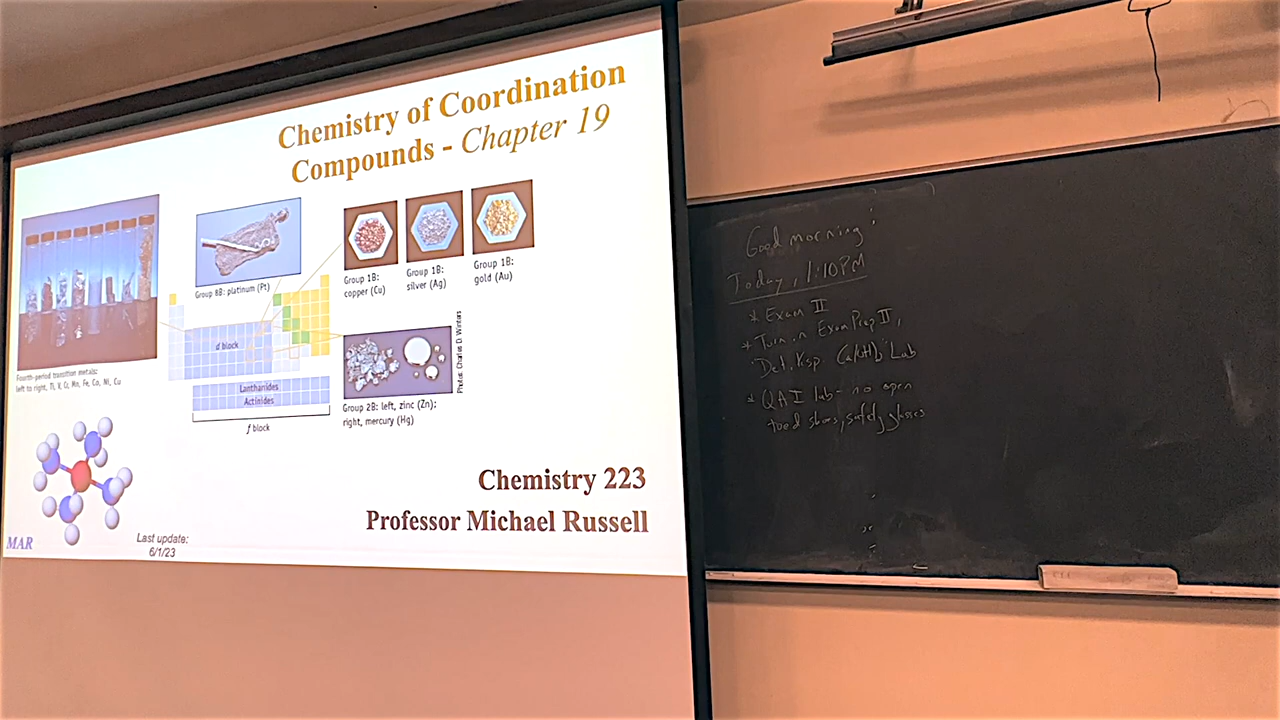 Chemistry of Coordination
Compounds - Chapter 19
Group 8B: platinum (Pt)
Group 1B:
copper (Cu)
Group 1B:
silver (Ag)
Group 1B:
gold (Au)
d block
Lanthanides
Actinides
f block
Group 2B: left, zinc (Zn);
right, mercury (Hg)
Photos: Charles D. Winters
Fourth-period transition metals:
left to right, Ti, V, Cr, Mn, Fe, Co, Ni, Cu
Chemistry 223
Professor Michael Russell
MAR
Last update:
6/1/23
Good morning
Today, 1:10 PM
* Exam II
* Turn in Exam Prep II,
"Det. Ksp Ca(OH)2" Lab
* QA I lab - no open
toed shoes, safety glasses